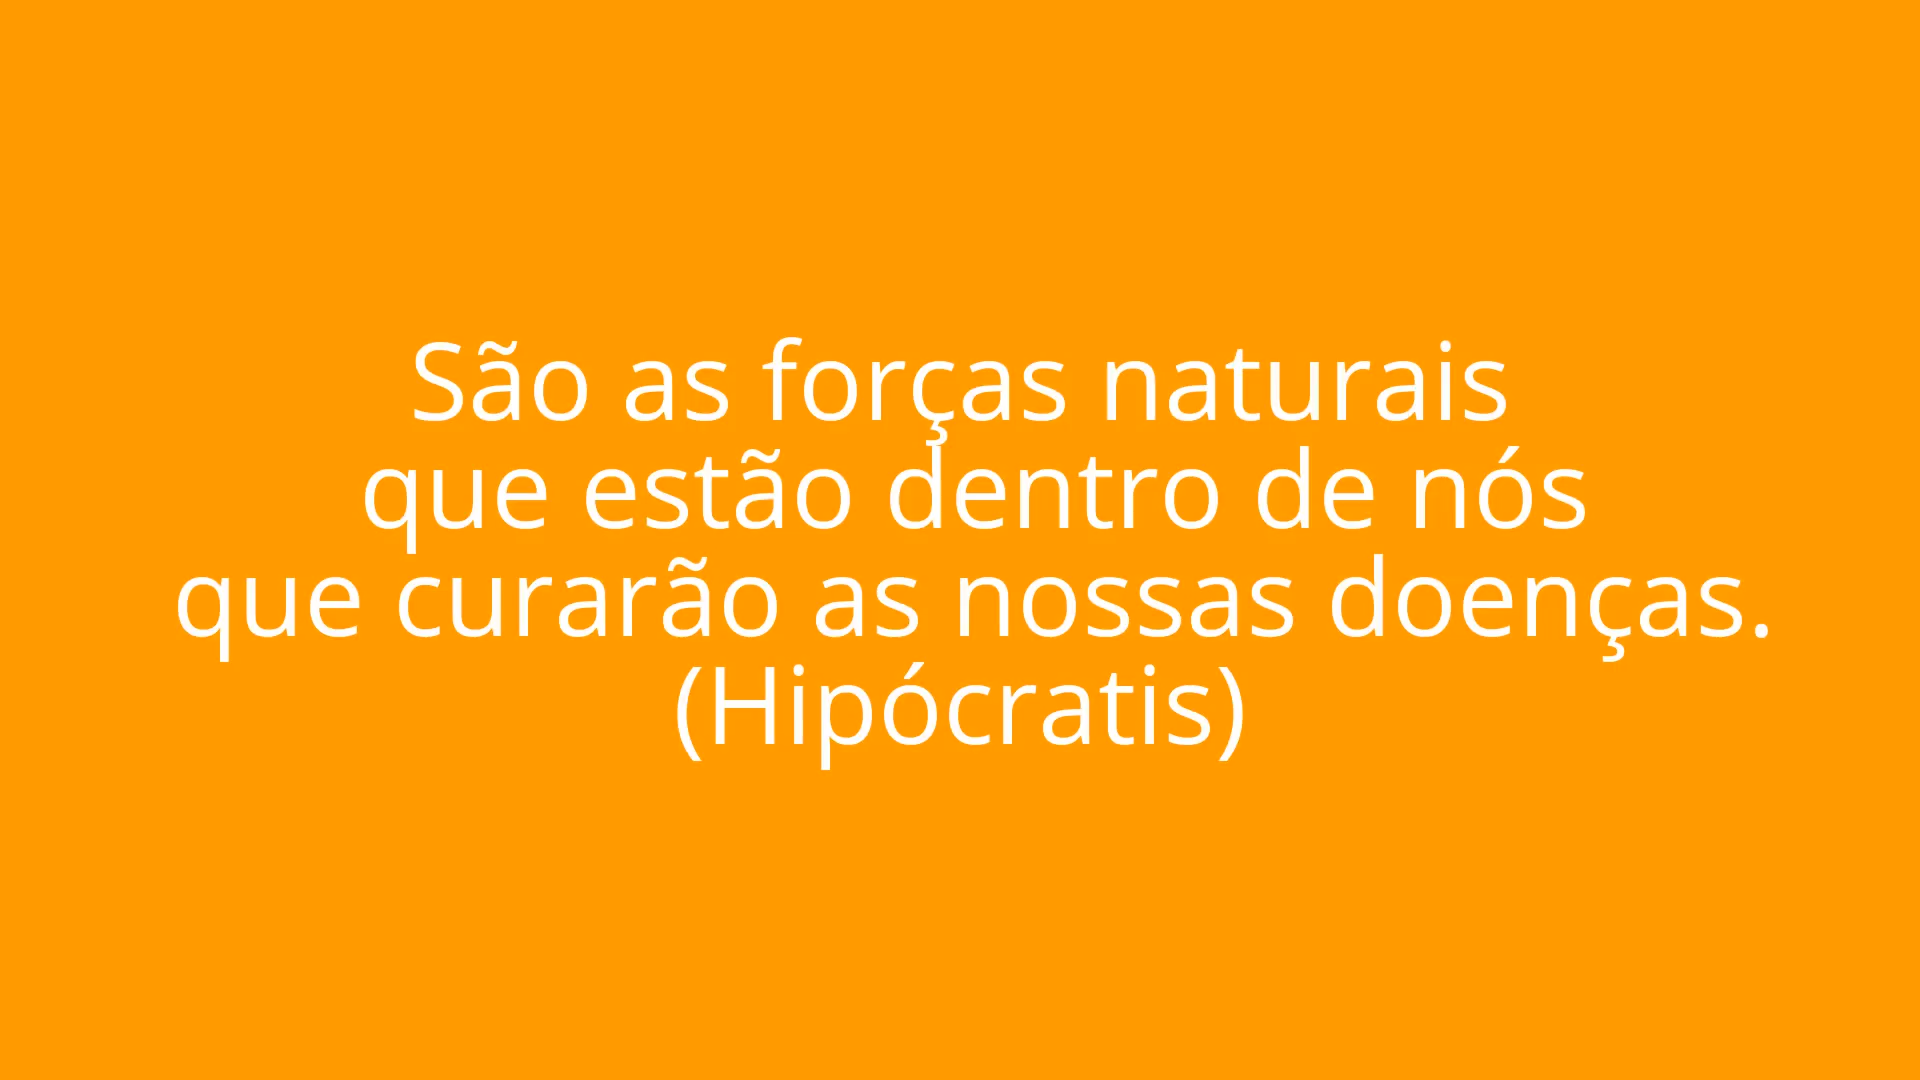 São as forças naturais
que estão dentro de nós
que curarão as nossas doenças.
(Hipócratis)